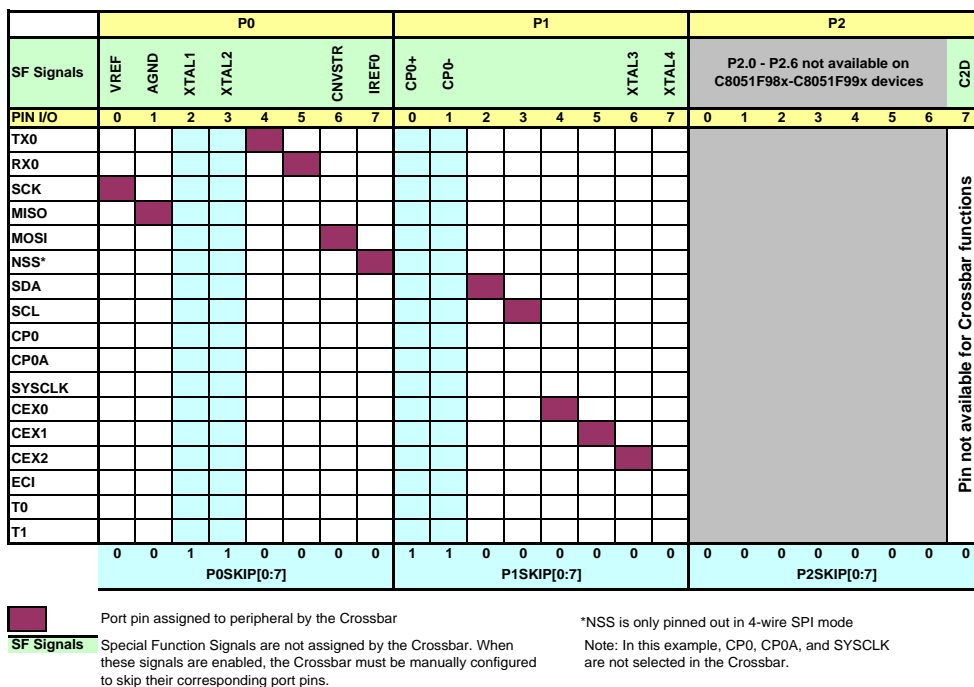 P0 P1 P2
SF Signals VREF AGND XTAL1 XTAL2 CNVSTR IREF0 CP0+ CP0- XTAL3 XTAL4 P2.0 - P2.6 not available on C8051F98x-C8051F99x devices C2D
PIN I/O 0 1 2 3 4 5 6 7 0 1 2 3 4 5 6 7 0 1 2 3 4 5 6 7
TX0
RX0
SCK
MISO
MOSI
NSS*
SDA
SCL
CP0
CP0A
SYSCLK
CEX0
CEX1
CEX2
ECI
T0
T1
Pin not available for Crossbar functions
0 0 1 1 0 0 0 0 1 1 0 0 0 0 0 0 0 0 0 0 0 0 0 0
P0SKIP[0:7] P1SKIP[0:7] P2SKIP[0:7]
Port pin assigned to peripheral by the Crossbar
SF Signals Special Function Signals are not assigned by the Crossbar. When
these signals are enabled, the Crossbar must be manually configured
to skip their corresponding port pins.
*NSS is only pinned out in 4-wire SPI mode
Note: In this example, CP0, CP0A, and SYSCLK
are not selected in the Crossbar.